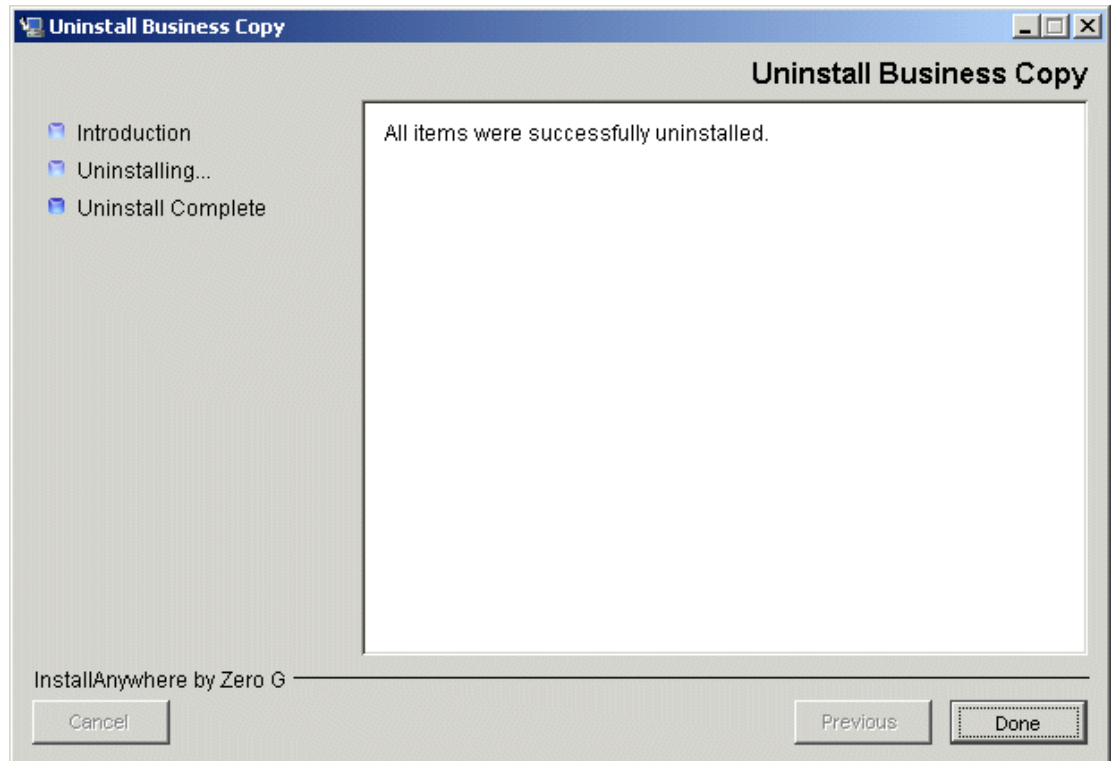 Uninstall Business Copy
Uninstall Business Copy
Introduction
Uninstalling...
Uninstall Complete
All items were successfully uninstalled.
InstallAnywhere by Zero G
Cancel
Previous
Done